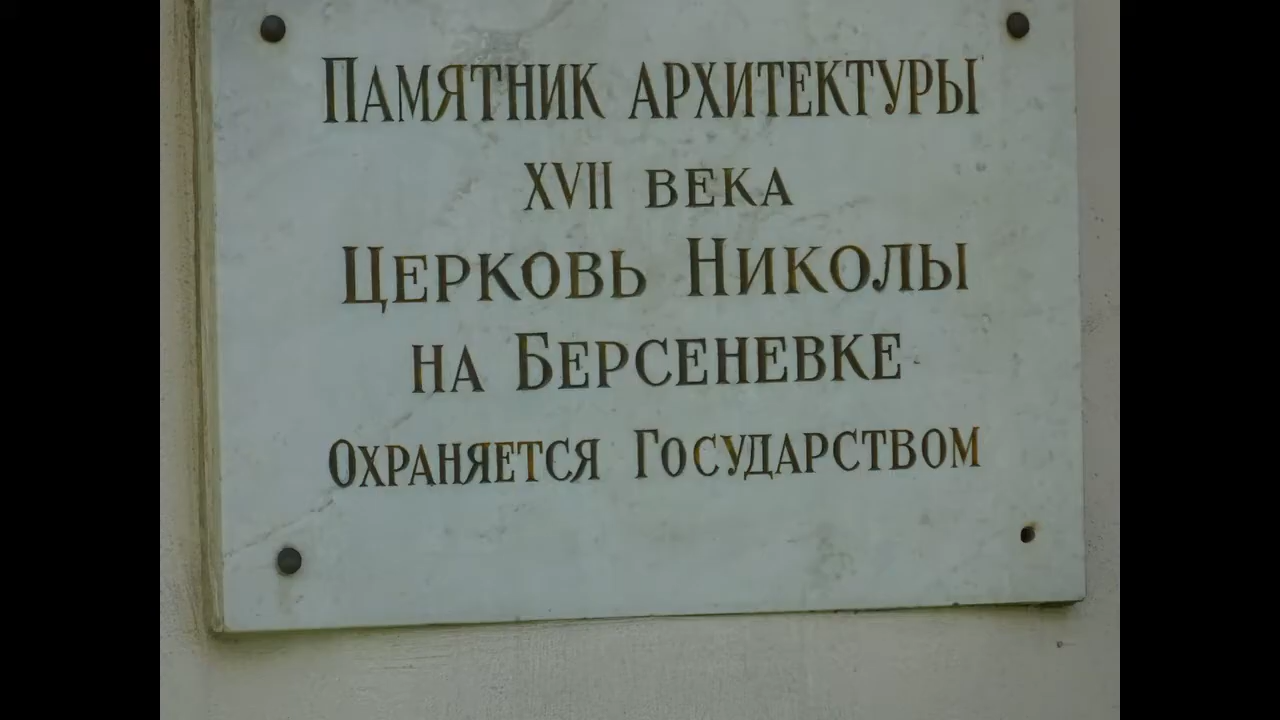 Памятник архитектуры
XVII века
Церковь Николы
на Берсеневке
Охраняется Государством